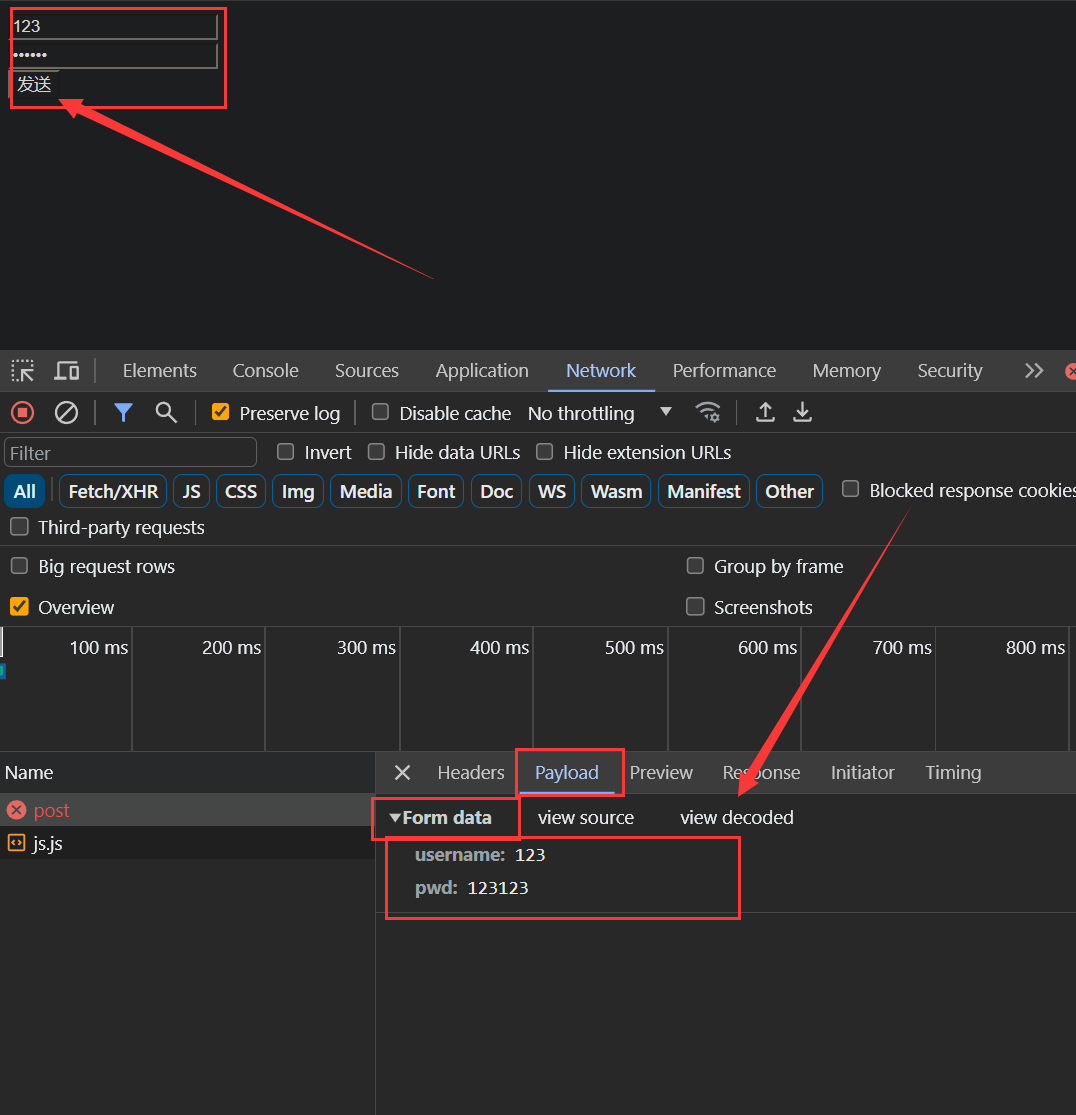 123
••••••
发送
Elements Console Sources Application Network Performance Memory Security
Preserve log Disable cache No throttling
Filter Invert Hide data URLs Hide extension URLs
All Fetch/XHR JS CSS Img Media Font Doc WS Wasm Manifest Other Blocked response cookies
Third-party requests
Big request rows Group by frame
Overview Screenshots
100 ms 200 ms 300 ms 400 ms 500 ms 600 ms 700 ms 800 ms
Name Headers Payload Preview Response Initiator Timing
post Form data view source view decoded
js.js username: 123
pwd: 123123